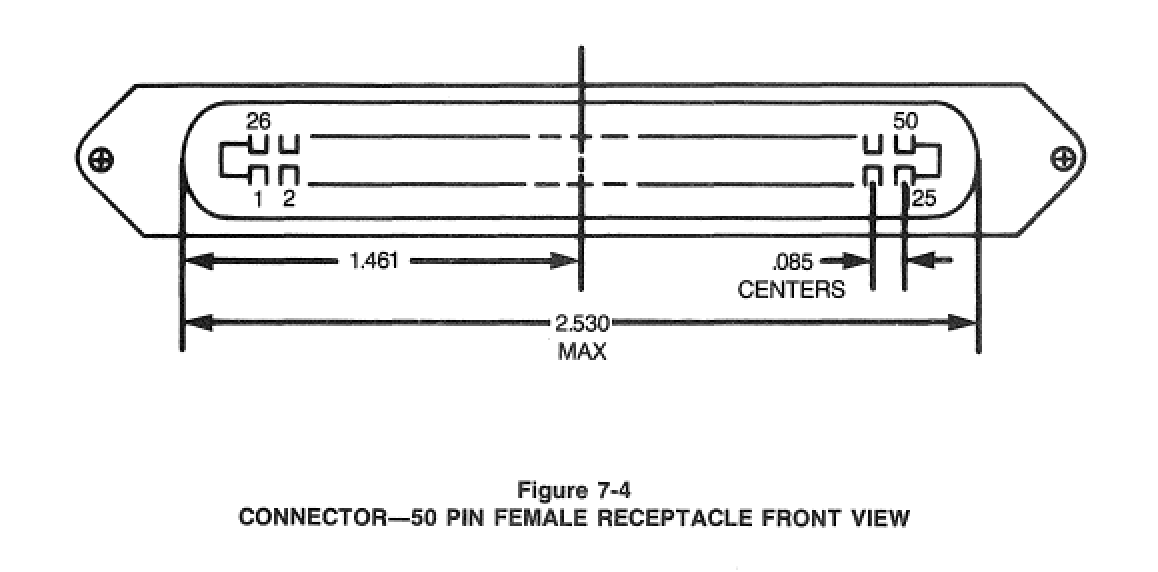 26
50
1
2
25
1.461
.085
CENTERS
2.530
MAX
Figure 7-4
CONNECTOR—50 PIN FEMALE RECEPTACLE FRONT VIEW